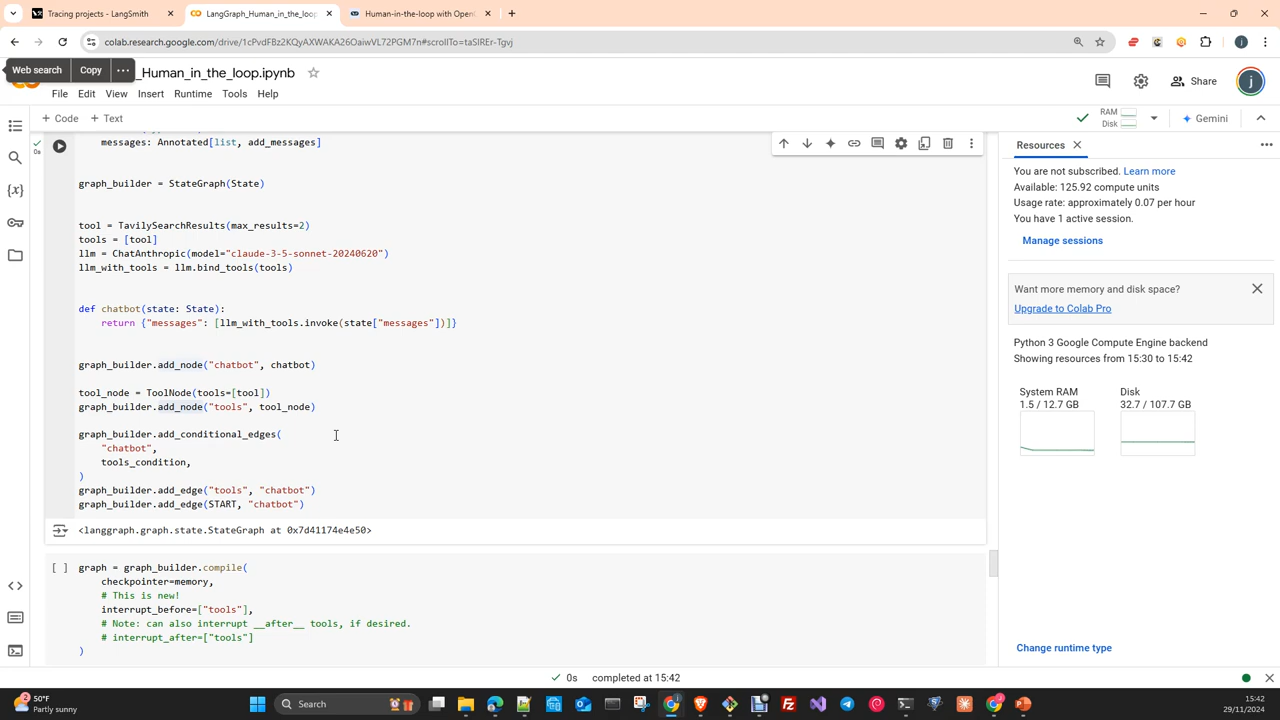 Tracing projects - LangSmith
LangGraph_Human_in_the_loop
Human-in-the-loop with Open
colab.research.google.com/drive/1cPvdFBz2KQyAXWAKA26OaiwVL72PGM7n#scrollTo=taSIREr-Tgvj
Web search
Copy
_Human_in_the_loop.ipynb
Share
j
File
Edit
View
Insert
Runtime
Tools
Help
+ Code
+ Text
RAM
Disk
Gemini
0s
messages: Annotated[list, add_messages]
graph_builder = StateGraph(State)
tool = TavilySearchResults(max_results=2)
tools = [tool]
llm = ChatAnthropic(model="claude-3-5-sonnet-20240620")
llm_with_tools = llm.bind_tools(tools)
def chatbot(state: State):
return {"messages": [llm_with_tools.invoke(state["messages"])]}
graph_builder.add_node("chatbot", chatbot)
tool_node = ToolNode(tools=[tool])
graph_builder.add_node("tools", tool_node)
graph_builder.add_conditional_edges(
"chatbot",
tools_condition,
)
graph_builder.add_edge("tools", "chatbot")
graph_builder.add_edge(START, "chatbot")
<langgraph.graph.state.StateGraph at 0x7d41174e4e50>
[ ]
graph = graph_builder.compile(
checkpointer=memory,
# This is new!
interrupt_before=["tools"],
# Note: can also interrupt __after__ tools, if desired.
# interrupt_after=["tools"]
)
Resources
You are not subscribed. Learn more
Available: 125.92 compute units
Usage rate: approximately 0.07 per hour
You have 1 active session.
Manage sessions
Want more memory and disk space?
Upgrade to Colab Pro
Python 3 Google Compute Engine backend
Showing resources from 15:30 to 15:42
System RAM
1.5 / 12.7 GB
Disk
32.7 / 107.7 GB
Change runtime type
0s completed at 15:42
2
50°F
Partly sunny
Search
15:42
29/11/2024